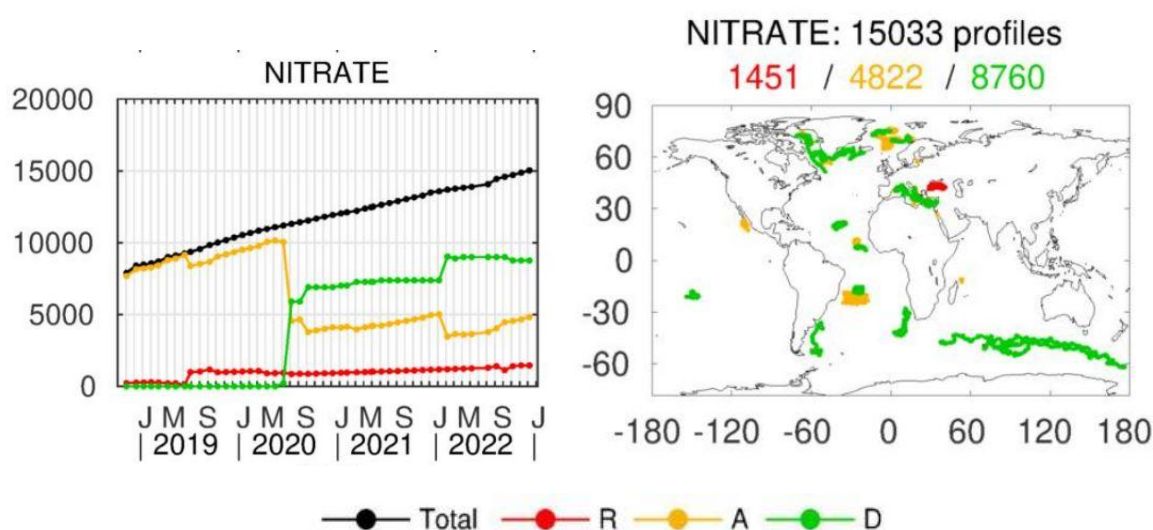 NITRATE
20000
15000
10000
5000
0
J M S J M S J M S J M S J
| 2019 | 2020 | 2021 | 2022 |
NITRATE: 15033 profiles
1451 / 4822 / 8760
90
60
30
0
-30
-60
-180 -120 -60 0 60 120 180
Total R A D